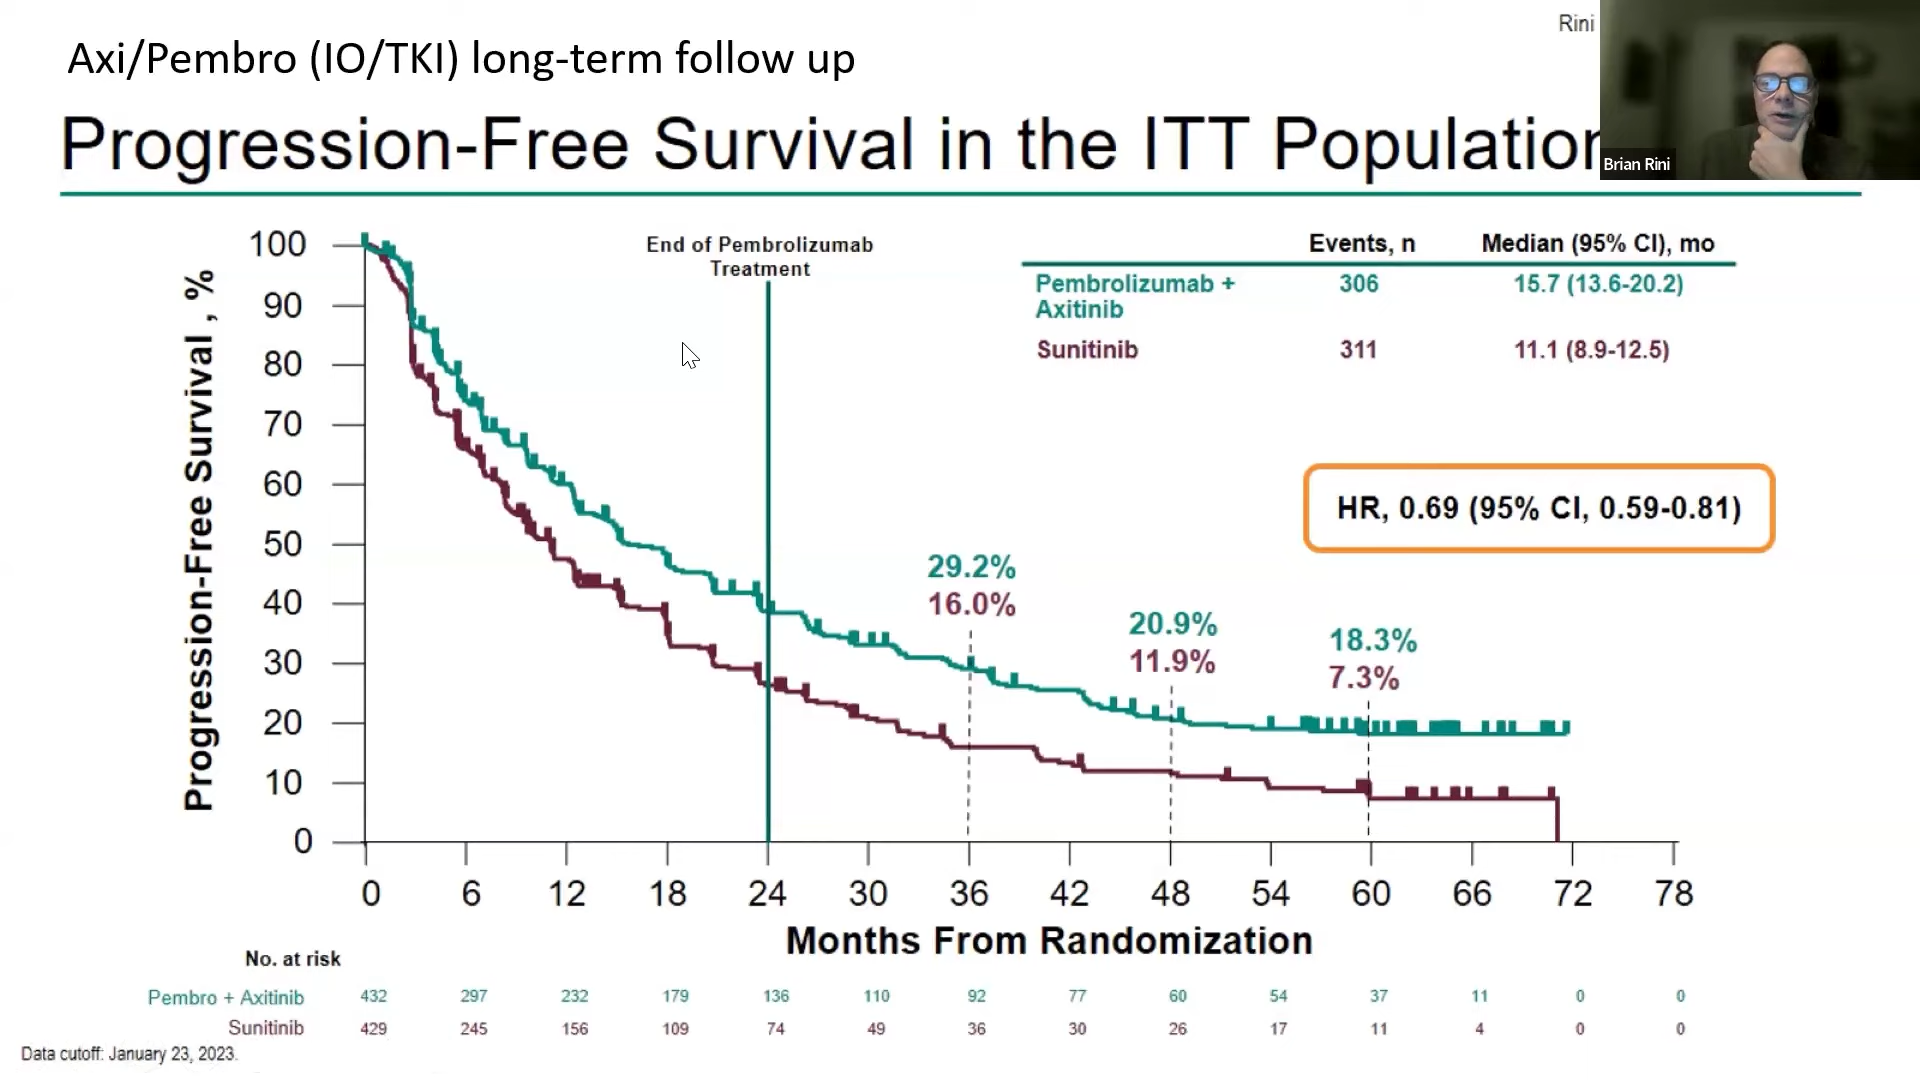 Rini
Axi/Pembro (IO/TKI) long-term follow up
Progression-Free Survival in the ITT Population
Brian Rini
End of Pembrolizumab
Treatment
Events, n Median (95% CI), mo
Pembrolizumab +
Axitinib 306 15.7 (13.6-20.2)
Sunitinib 311 11.1 (8.9-12.5)
HR, 0.69 (95% CI, 0.59-0.81)
Progression-Free Survival , %
100
90
80
70
60
50
40
30
20
10
0
29.2%
16.0%
20.9%
11.9%
18.3%
7.3%
0 6 12 18 24 30 36 42 48 54 60 66 72 78
Months From Randomization
No. at risk
Pembro + Axitinib 432 297 232 179 136 110 92 77 60 54 37 11 0 0
Sunitinib 429 245 156 109 74 49 36 30 26 17 11 4 0 0
Data cutoff: January 23, 2023.